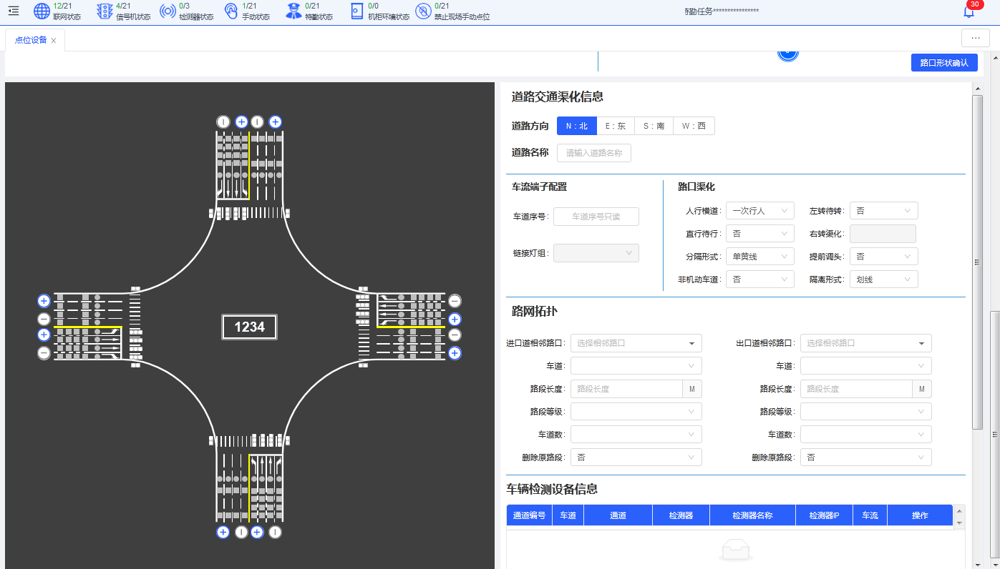 12/21
联网状态
4/21
信号机状态
0/3
检测器状态
1/21
手动状态
0/21
特勤状态
0/0
机柜环境状态
0/21
禁止现场手动点位
勤任务****************
30
点位设备
路口形状确认
1234
道路交通渠化信息
道路方向
N：北
E：东
S：南
W：西
道路名称
请输入道路名称
车流端子配置
车道序号:
车道序号只读
链接灯组:
路口渠化
人行横道:
一次行人
左转待转:
否
直行待行:
否
右转渠化:
分隔形式:
单黄线
提前调头:
否
非机动车道:
否
隔离形式:
划线
路网拓扑
进口道相邻路口:
选择相邻路口
出口道相邻路口:
选择相邻路口
车道:
车道:
路段长度:
路段长度
M
路段长度:
路段长度
M
路段等级:
路段等级:
车道数:
车道数:
删除原路段:
否
删除原路段:
否
车辆检测设备信息
通道编号
车道
通道
检测器
检测器名称
检测器IP
车流
操作